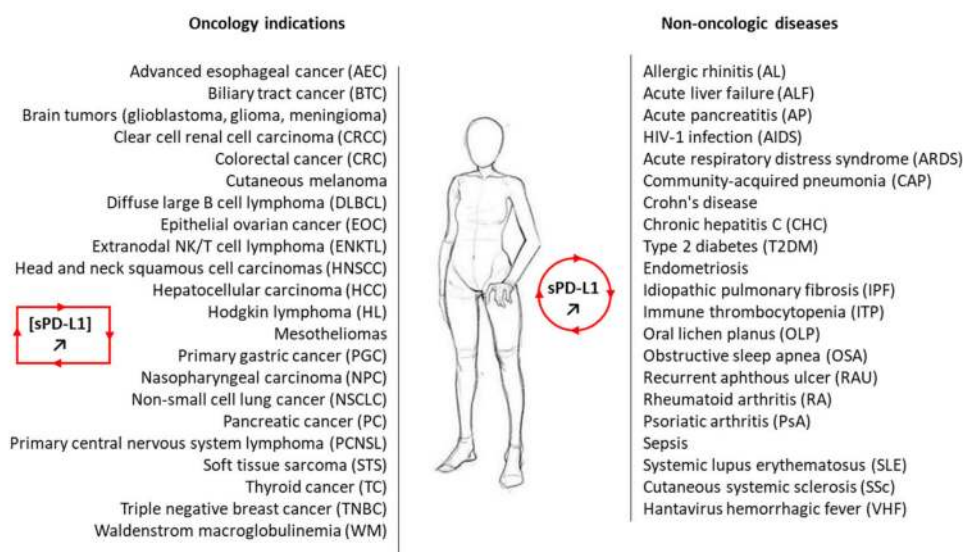 Oncology indications
Advanced esophageal cancer (AEC)
Biliary tract cancer (BTC)
Brain tumors (glioblastoma, glioma, meningioma)
Clear cell renal cell carcinoma (CRCC)
Colorectal cancer (CRC)
Cutaneous melanoma
Diffuse large B cell lymphoma (DLBCL)
Epithelial ovarian cancer (EOC)
Extranodal NK/T cell lymphoma (ENKTL)
Head and neck squamous cell carcinomas (HNSCC)
Hepatocellular carcinoma (HCC)
Hodgkin lymphoma (HL)
Mesotheliomas
Primary gastric cancer (PGC)
Nasopharyngeal carcinoma (NPC)
Non-small cell lung cancer (NSCLC)
Pancreatic cancer (PC)
Primary central nervous system lymphoma (PCNSL)
Soft tissue sarcoma (STS)
Thyroid cancer (TC)
Triple negative breast cancer (TNBC)
Waldenstrom macroglobulinemia (WM)
[sPD-L1]
↗
sPD-L1
↗
Non-oncologic diseases
Allergic rhinitis (AL)
Acute liver failure (ALF)
Acute pancreatitis (AP)
HIV-1 infection (AIDS)
Acute respiratory distress syndrome (ARDS)
Community-acquired pneumonia (CAP)
Crohn's disease
Chronic hepatitis C (CHC)
Type 2 diabetes (T2DM)
Endometriosis
Idiopathic pulmonary fibrosis (IPF)
Immune thrombocytopenia (ITP)
Oral lichen planus (OLP)
Obstructive sleep apnea (OSA)
Recurrent aphthous ulcer (RAU)
Rheumatoid arthritis (RA)
Psoriatic arthritis (PsA)
Sepsis
Systemic lupus erythematosus (SLE)
Cutaneous systemic sclerosis (SSc)
Hantavirus hemorrhagic fever (VHF)